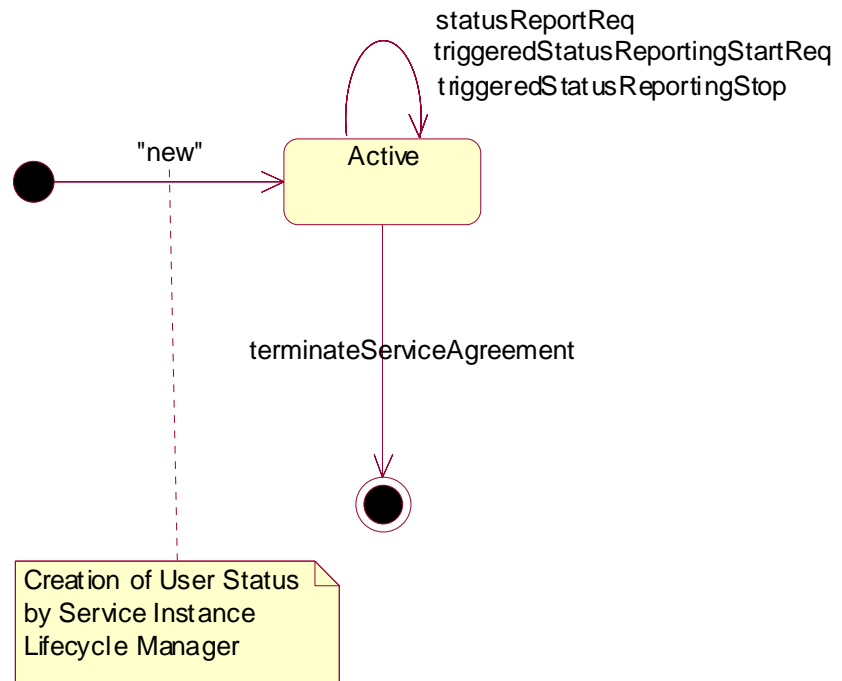 statusReportReq
triggeredStatusReportingStartReq
triggeredStatusReportingStop
"new"
Active
terminateServiceAgreement
Creation of User Status
by Service Instance
Lifecycle Manager